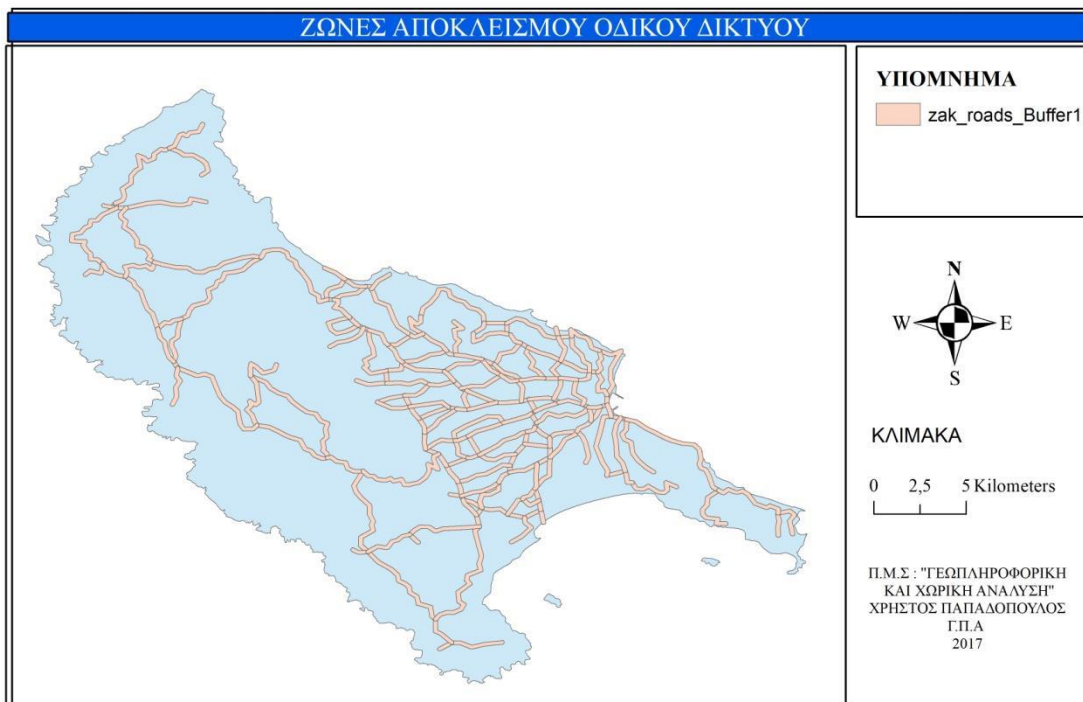 ΖΩΝΕΣ ΑΠΟΚΛΕΙΣΜΟΥ ΟΔΙΚΟΥ ΔΙΚΤΥΟΥ
ΥΠΟΜΝΗΜΑ
zak_roads_Buffer1
N
W E
S
ΚΛΙΜΑΚΑ
0 2,5 5 Kilometers
Π.Μ.Σ : "ΓΕΩΠΛΗΡΟΦΟΡΙΚΗ
ΚΑΙ ΧΩΡΙΚΗ ΑΝΑΛΥΣΗ"
ΧΡΗΣΤΟΣ ΠΑΠΑΔΟΠΟΥΛΟΣ
Γ.Π.Α
2017